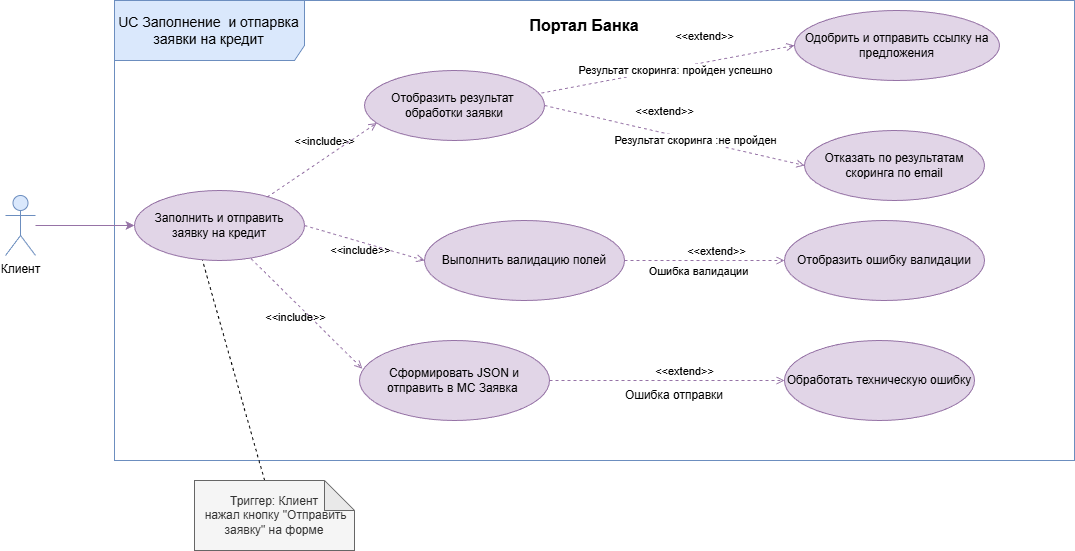 UC Заполнение и отпарвка
заявки на кредит
Портал Банка
<<extend>>
Одобрить и отправить ссылку на
предложения
Результат скоринга: пройден успешно
Отобразить результат
обработки заявки
<<extend>>
Результат скоринга :не пройден
<<include>>
Отказать по результатам
скоринга по email
Клиент
Заполнить и отправить
заявку на кредит
<<include>>
Выполнить валидацию полей
<<extend>>
Ошибка валидации
Отобразить ошибку валидации
<<include>>
Сформировать JSON и
отправить в МС Заявка
<<extend>>
Ошибка отправки
Обработать техническую ошибку
Триггер: Клиент
нажал кнопку "Отправить
заявку" на форме